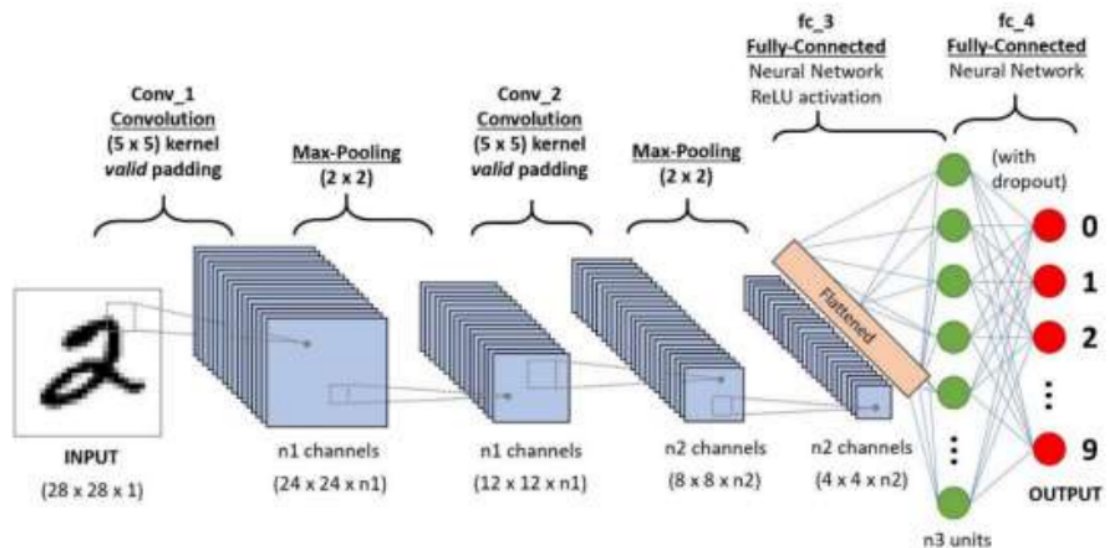 fc_3
Fully-Connected
Neural Network
ReLU activation
fc_4
Fully-Connected
Neural Network
Conv_1
Convolution
(5 x 5) kernel
valid padding
Max-Pooling
(2 x 2)
Conv_2
Convolution
(5 x 5) kernel
valid padding
Max-Pooling
(2 x 2)
(with
dropout)
0
1
2
...
9
Flattened
...
INPUT
(28 x 28 x 1)
n1 channels
(24 x 24 x n1)
n1 channels
(12 x 12 x n1)
n2 channels
(8 x 8 x n2)
n2 channels
(4 x 4 x n2)
n3 units
OUTPUT
2